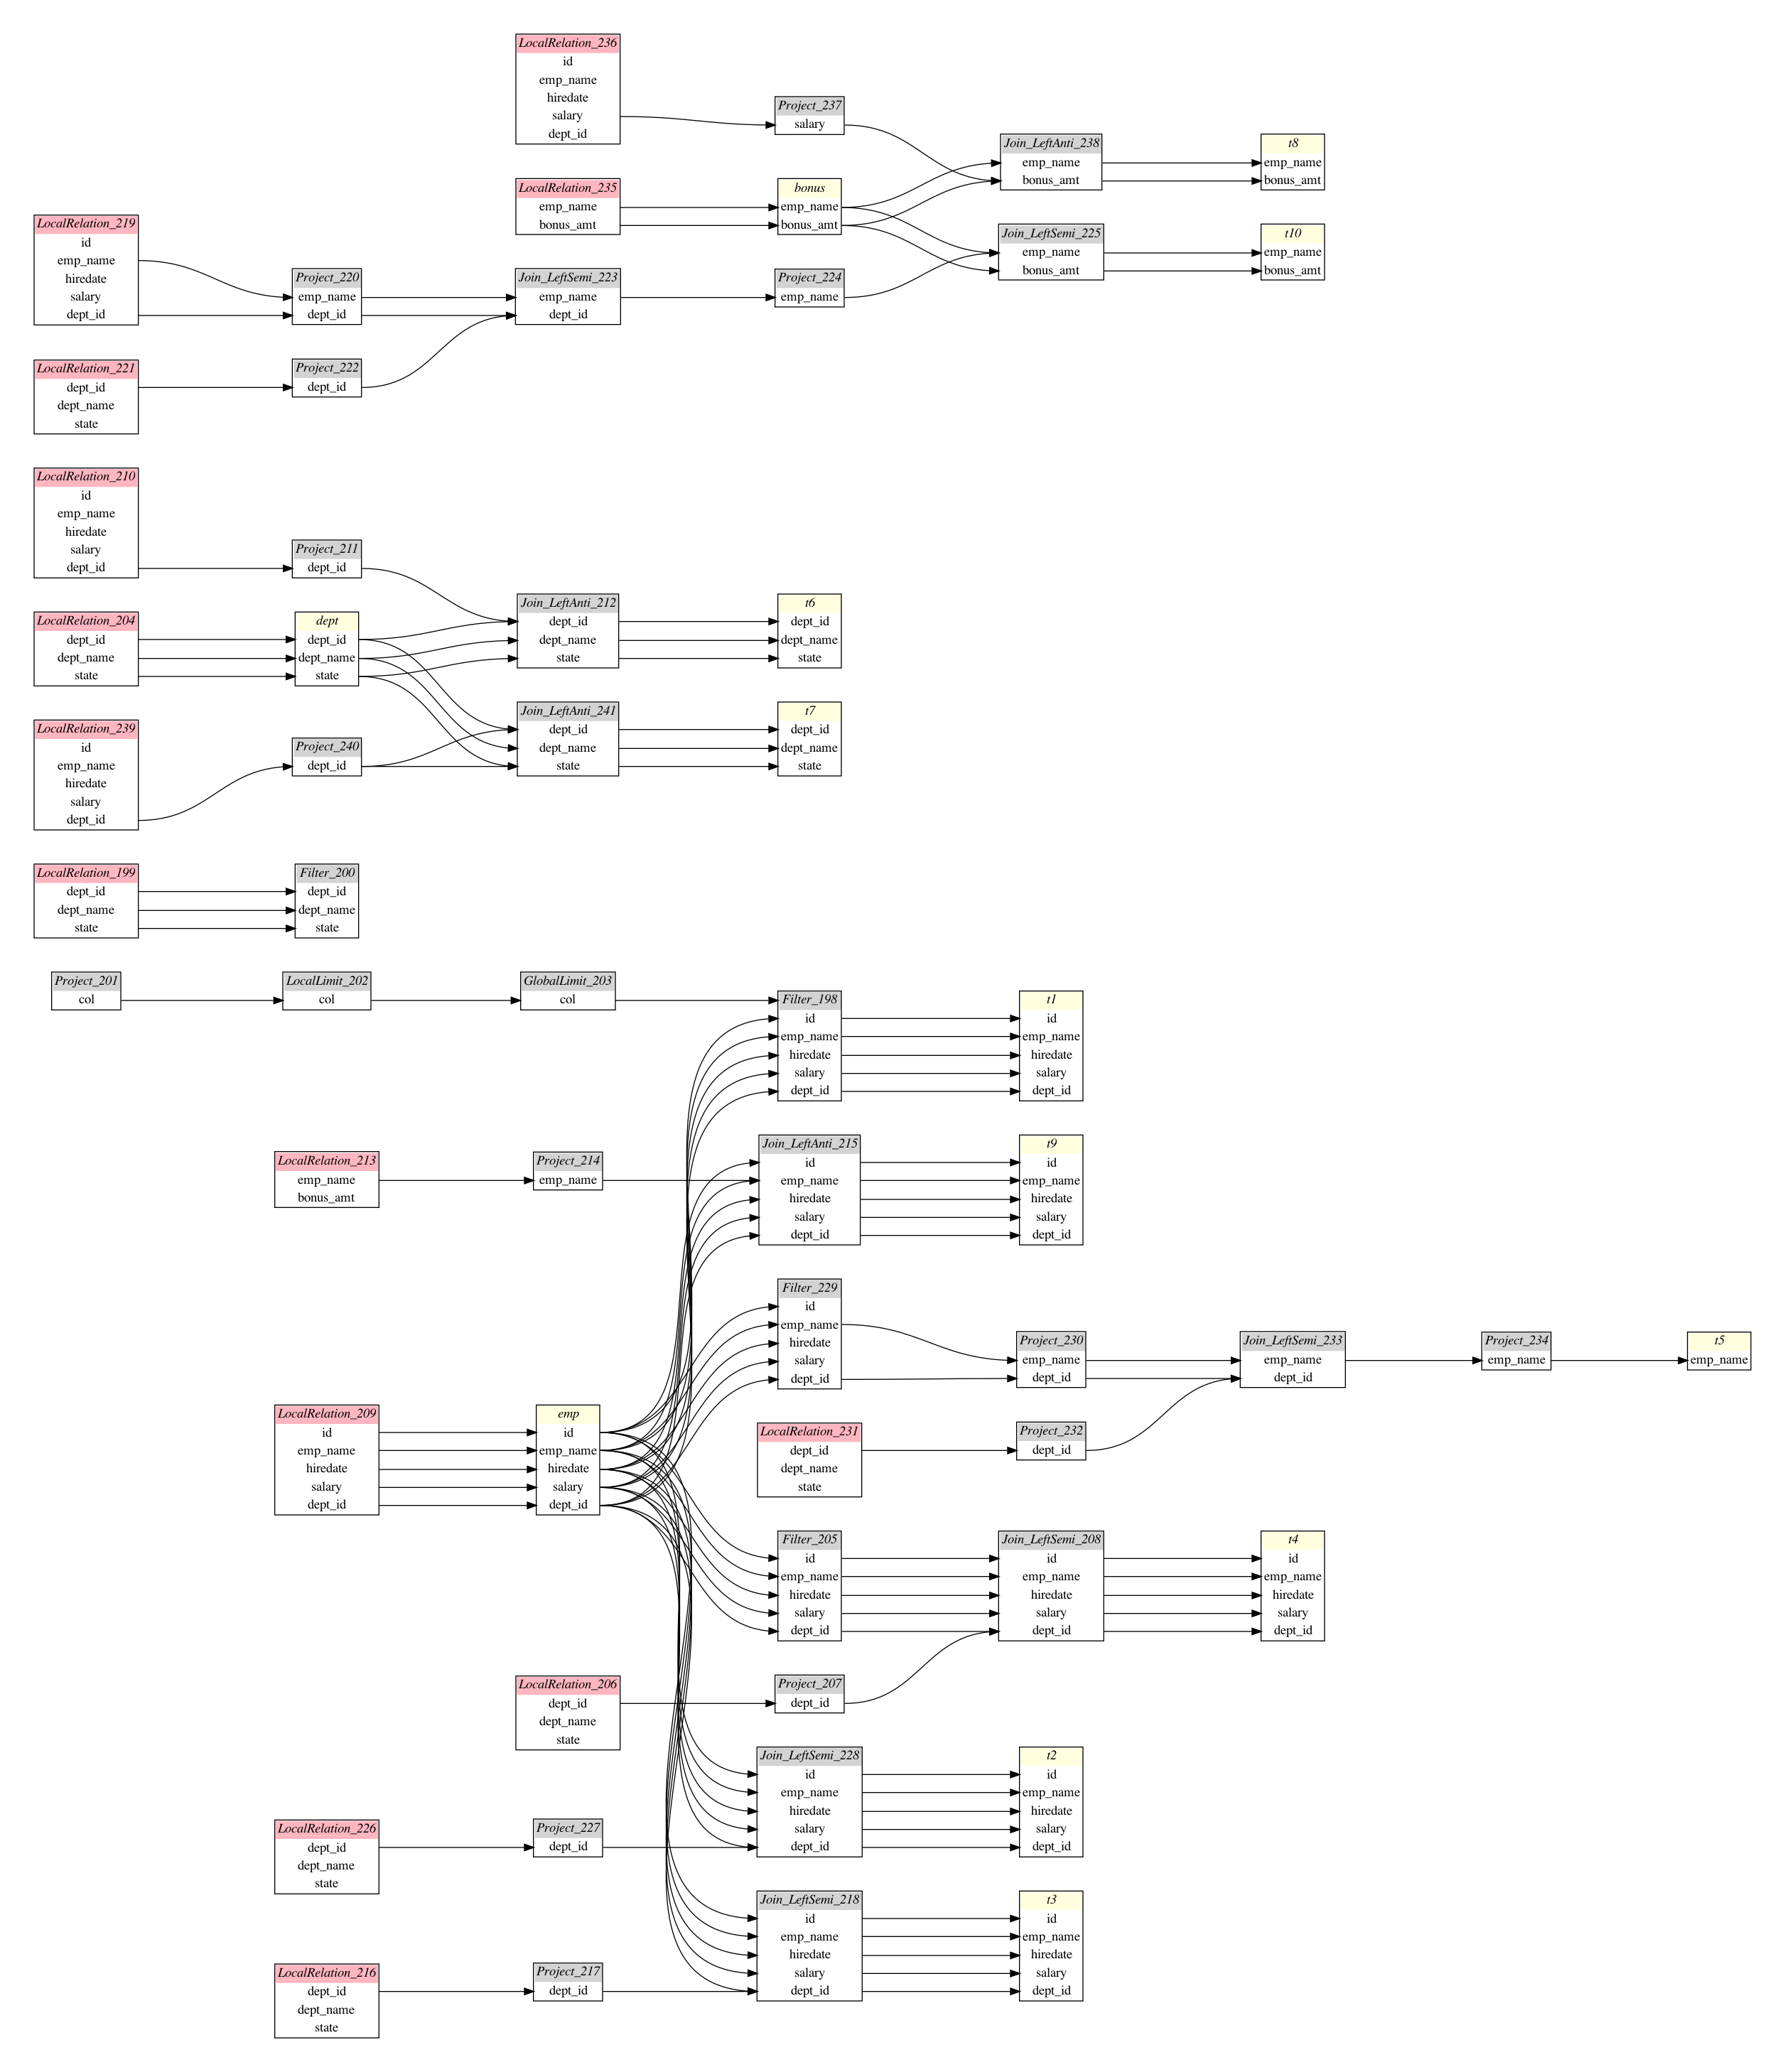 LocalRelation_236
id
emp_name
hiredate
salary
dept_id
Project_237
salary
Join_LeftAnti_238
emp_name
bonus_amt
t8
emp_name
bonus_amt
LocalRelation_235
emp_name
bonus_amt
bonus
emp_name
bonus_amt
Join_LeftSemi_225
emp_name
bonus_amt
t10
emp_name
bonus_amt
LocalRelation_219
id
emp_name
hiredate
salary
dept_id
Project_220
emp_name
dept_id
Join_LeftSemi_223
emp_name
dept_id
Project_224
emp_name
LocalRelation_221
dept_id
dept_name
state
Project_222
dept_id
LocalRelation_210
id
emp_name
hiredate
salary
dept_id
Project_211
dept_id
Join_LeftAnti_212
dept_id
dept_name
state
t6
dept_id
dept_name
state
LocalRelation_204
dept_id
dept_name
state
dept
dept_id
dept_name
state
Join_LeftAnti_241
dept_id
dept_name
state
t7
dept_id
dept_name
state
LocalRelation_239
id
emp_name
hiredate
salary
dept_id
Project_240
dept_id
LocalRelation_199
dept_id
dept_name
state
Filter_200
dept_id
dept_name
state
Project_201
col
LocalLimit_202
col
GlobalLimit_203
col
Filter_198
id
emp_name
hiredate
salary
dept_id
t1
id
emp_name
hiredate
salary
dept_id
LocalRelation_213
emp_name
bonus_amt
Project_214
emp_name
Join_LeftAnti_215
id
emp_name
hiredate
salary
dept_id
t9
id
emp_name
hiredate
salary
dept_id
Filter_229
id
emp_name
hiredate
salary
dept_id
Project_230
emp_name
dept_id
Join_LeftSemi_233
emp_name
dept_id
Project_234
emp_name
t5
emp_name
LocalRelation_209
id
emp_name
hiredate
salary
dept_id
emp
id
emp_name
hiredate
salary
dept_id
LocalRelation_231
dept_id
dept_name
state
Project_232
dept_id
Filter_205
id
emp_name
hiredate
salary
dept_id
Join_LeftSemi_208
id
emp_name
hiredate
salary
dept_id
t4
id
emp_name
hiredate
salary
dept_id
LocalRelation_206
dept_id
dept_name
state
Project_207
dept_id
Join_LeftSemi_228
id
emp_name
hiredate
salary
dept_id
t2
id
emp_name
hiredate
salary
dept_id
LocalRelation_226
dept_id
dept_name
state
Project_227
dept_id
Join_LeftSemi_218
id
emp_name
hiredate
salary
dept_id
t3
id
emp_name
hiredate
salary
dept_id
LocalRelation_216
dept_id
dept_name
state
Project_217
dept_id